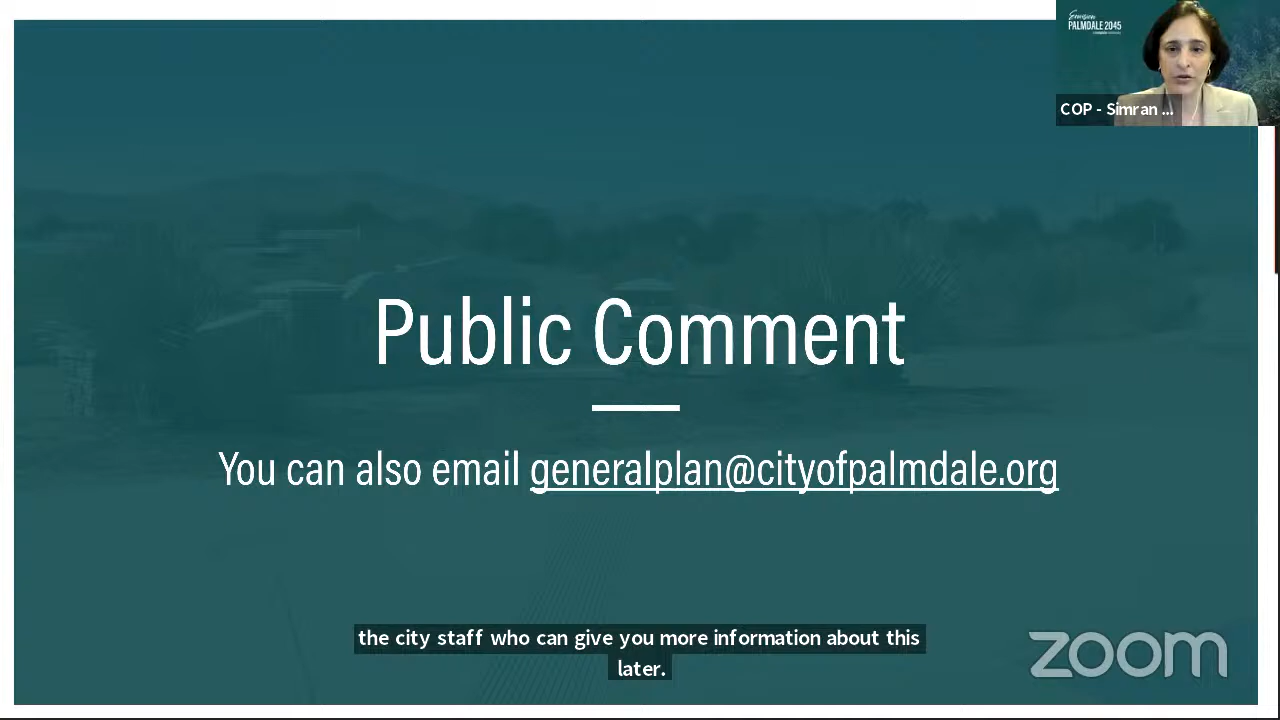 Envision
PALMDALE 2045
COP - Simran ...
Public Comment
You can also email generalplan@cityofpalmdale.org
the city staff who can give you more information about this
later.
zoom